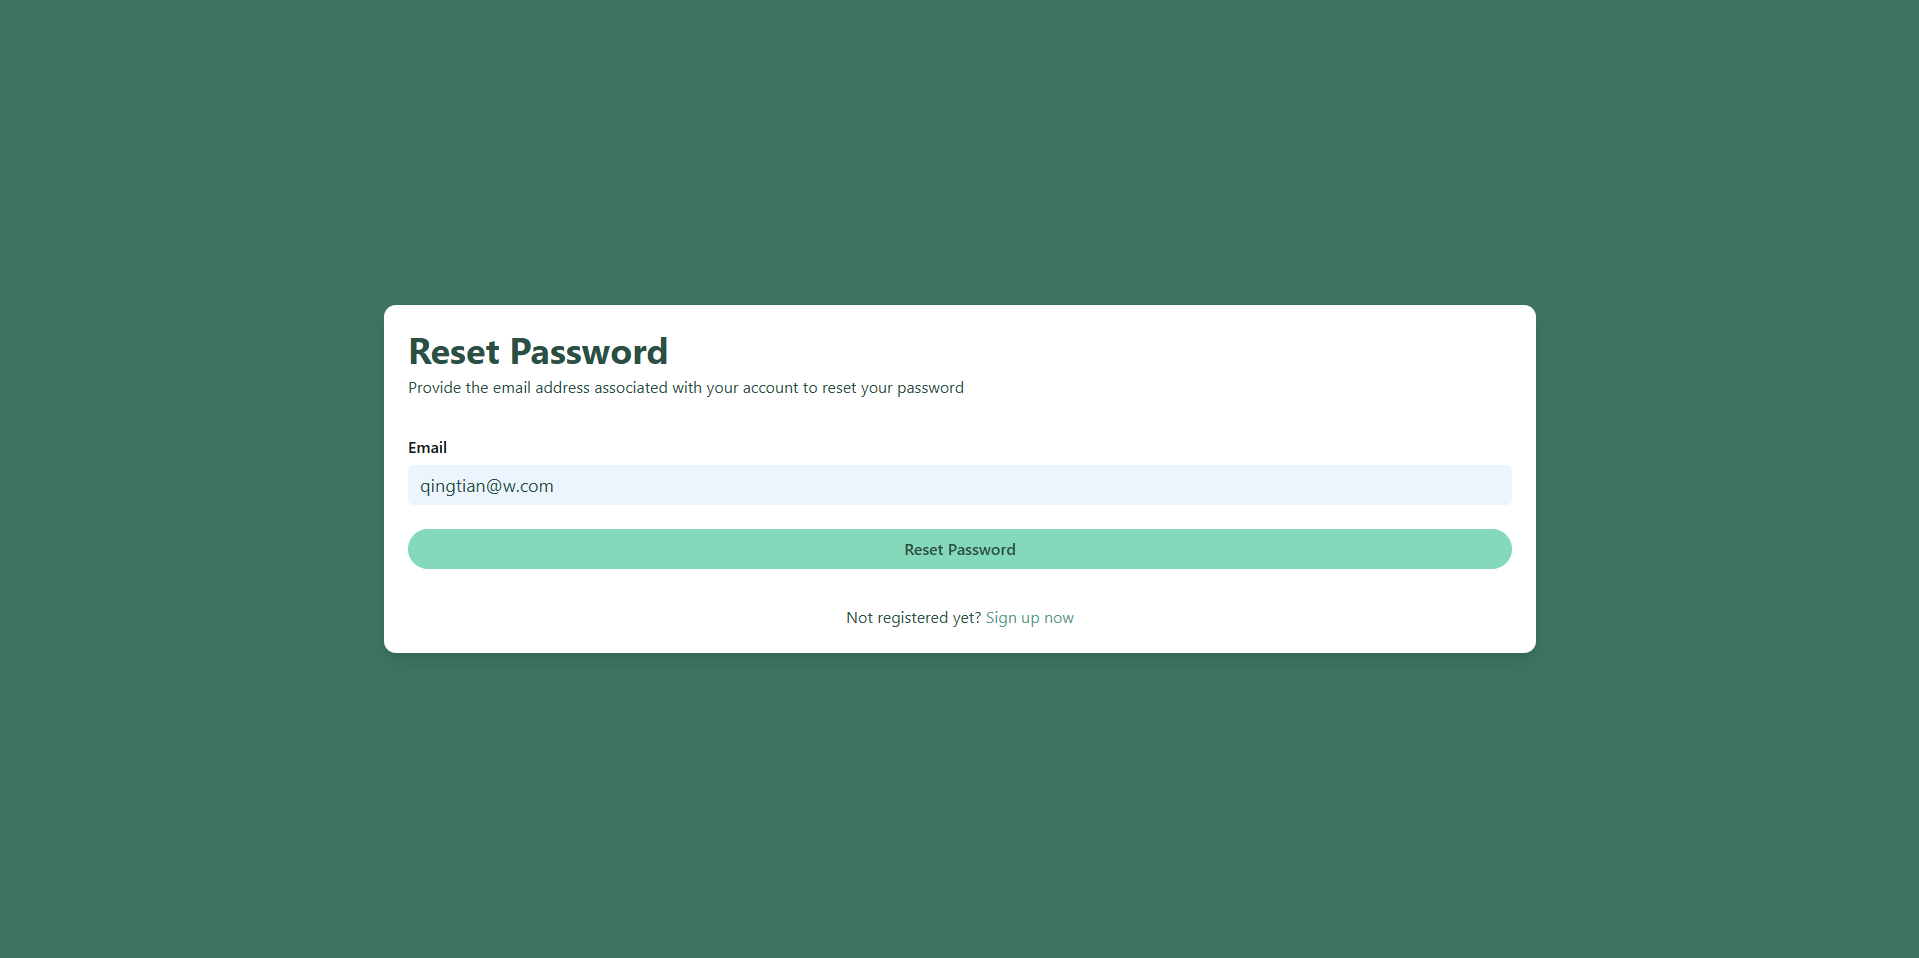 Reset Password
Provide the email address associated with your account to reset your password
Email
qingtian@w.com
Reset Password
Not registered yet? Sign up now